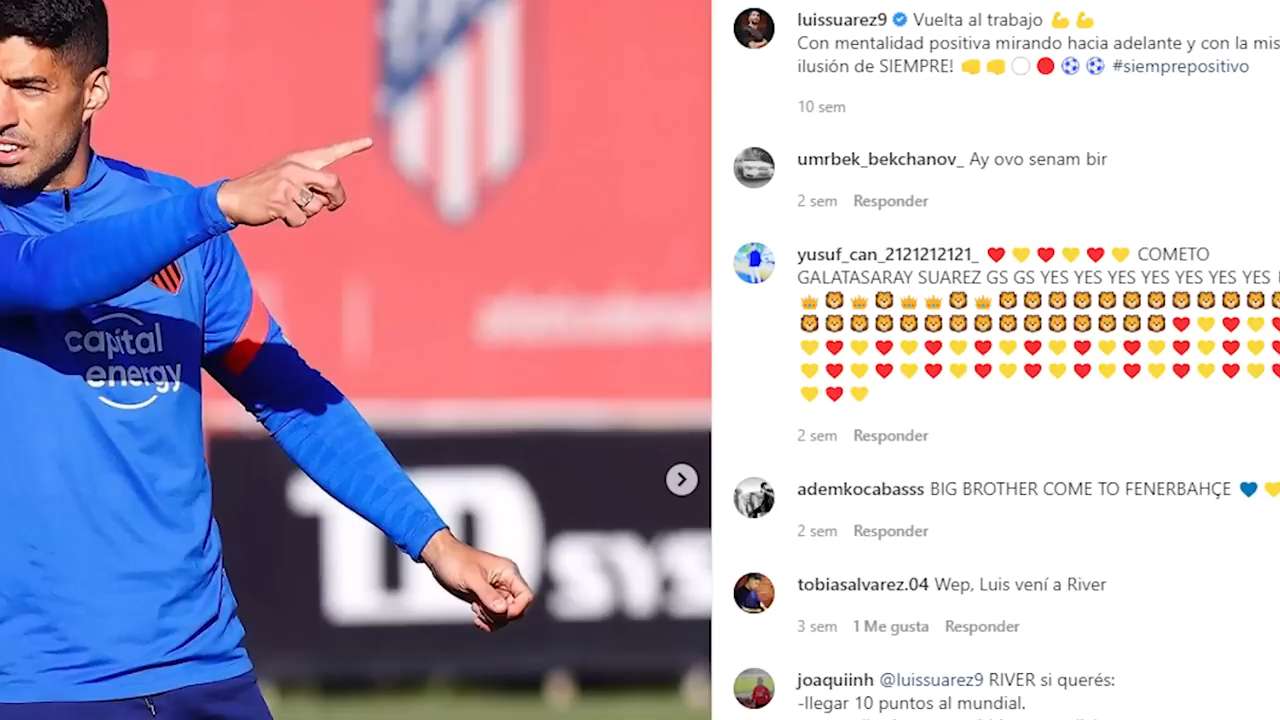 luissuarez9 Vuelta al trabajo 💪 💪
Con mentalidad positiva mirando hacia adelante y con la mis
ilusión de SIEMPRE! 👊 👊 ⚪ 🔴 ⚽ ⚽ #siemprepositivo
10 sem
umrbek_bekchanov_ Ay ovo senam bir
2 sem Responder
yusuf_can_2121212121_ ❤️ 💛 ❤️ 💛 ❤️ 💛 COMETO
GALATASARAY SUAREZ GS GS YES YES YES YES YES YES YES
👑 🦁 👑 🦁 👑 👑 🦁 👑 🦁 🦁 🦁 🦁 🦁 🦁 🦁 🦁 🦁 🦁 🦁 🦁
🦁 🦁 🦁 🦁 🦁 🦁 🦁 🦁 🦁 🦁 🦁 🦁 🦁 🦁 🦁 ❤️ 💛 ❤️ 💛 ❤️
💛 ❤️ 💛 ❤️ 💛 ❤️ 💛 ❤️ 💛 ❤️ 💛 ❤️ 💛 ❤️ 💛 ❤️ 💛 ❤️ 💛 ❤️
💛 ❤️ 💛 ❤️ 💛 ❤️ 💛 ❤️ 💛 ❤️ 💛 ❤️ 💛 ❤️ 💛 ❤️ 💛 ❤️ 💛 ❤️
💛 ❤️ 💛
2 sem Responder
ademkocabasss BIG BROTHER COME TO FENERBAHÇE 💙 💛
2 sem Responder
tobiasalvarez.04 Wep, Luis vení a River
3 sem 1 Me gusta Responder
joaquiinh @luissuarez9 RIVER si querés:
-llegar 10 puntos al mundial.
capital
energy